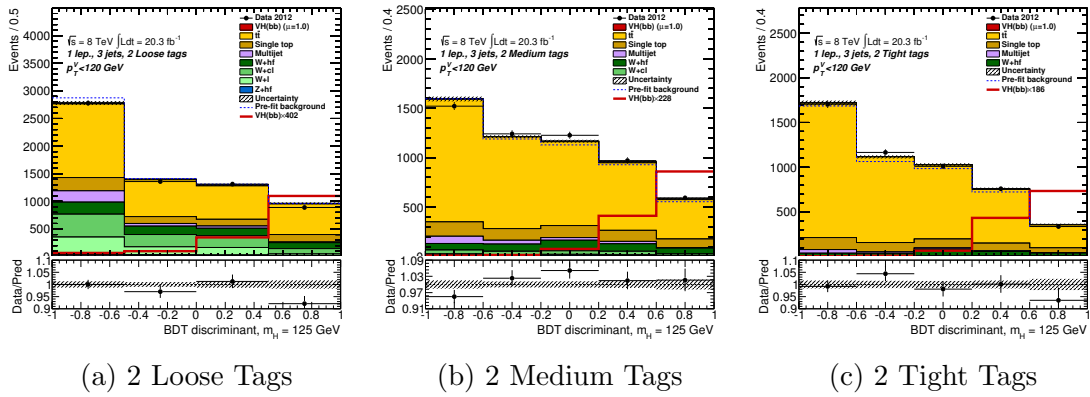 Events / 0.5
4000
3500
3000
2500
2000
1500
1000
500
0
√s = 8 TeV ∫Ldt = 20.3 fb⁻¹
1 lep., 3 jets, 2 Loose tags
p_T^V<120 GeV
Data 2012
VH(bb) (μ=1.0)
tt̄
Single top
Multijet
W+hf
W+cl
W+l
Z+hf
Uncertainty
Pre-fit background
VH(bb)×402
Data/Pred
1.1
1.05
1
0.95
-1 -0.8 -0.6 -0.4 -0.2 0 0.2 0.4 0.6 0.8 1
BDT discriminant, m_H = 125 GeV
(a) 2 Loose Tags
Events / 0.4
2500
2000
1500
1000
500
√s = 8 TeV ∫Ldt = 20.3 fb⁻¹
1 lep., 3 jets, 2 Medium tags
p_T^V<120 GeV
Data 2012
VH(bb) (μ=1.0)
tt̄
Single top
Multijet
W+hf
W+cl
Uncertainty
Pre-fit background
VH(bb)×228
Data/Pred
1.09
1.03
0.97
0.91
-1 -0.8 -0.6 -0.4 -0.2 0 0.2 0.4 0.6 0.8 1
BDT discriminant, m_H = 125 GeV
(b) 2 Medium Tags
Events / 0.4
2500
2000
1500
1000
500
0
√s = 8 TeV ∫Ldt = 20.3 fb⁻¹
1 lep., 3 jets, 2 Tight tags
p_T^V<120 GeV
Data 2012
VH(bb) (μ=1.0)
tt̄
Single top
Multijet
W+hf
Uncertainty
Pre-fit background
VH(bb)×186
Data/Pred
1.1
1.05
1
0.95
-1 -0.8 -0.6 -0.4 -0.2 0 0.2 0.4 0.6 0.8 1
BDT discriminant, m_H = 125 GeV
(c) 2 Tight Tags